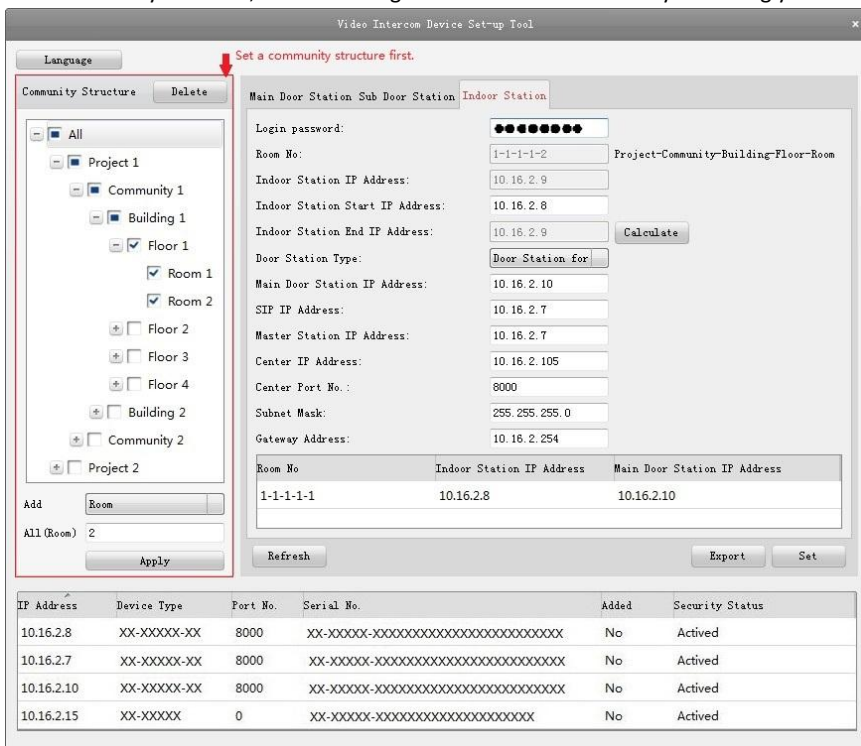 Video Intercom Device Set-up Tool
Language
Set a community structure first.
Community Structure Delete
Main Door Station Sub Door Station Indoor Station
All
Project 1
Community 1
Building 1
Floor 1
Room 1
Room 2
Floor 2
Floor 3
Floor 4
Building 2
Community 2
Project 2
Add Room
All(Room) 2
Apply
Login password: ●●●●●●●●
Room No: 1-1-1-1-2 Project-Community-Building-Floor-Room
Indoor Station IP Address: 10.16.2.9
Indoor Station Start IP Address: 10.16.2.8
Indoor Station End IP Address: 10.16.2.9 Calculate
Door Station Type: Door Station for
Main Door Station IP Address: 10.16.2.10
SIP IP Address: 10.16.2.7
Master Station IP Address: 10.16.2.7
Center IP Address: 10.16.2.105
Center Port No.: 8000
Subnet Mask: 255.255.255.0
Gateway Address: 10.16.2.254
Room No Indoor Station IP Address Main Door Station IP Address
1-1-1-1-1 10.16.2.8 10.16.2.10
Refresh Export Set
IP Address Device Type Port No. Serial No. Added Security Status
10.16.2.8 XX-XXXXX-XX 8000 XX-XXXXX-XXXXXXXXXXXXXXXXXXXXXXXXX No Actived
10.16.2.7 XX-XXXXX-XX 8000 XX-XXXXX-XXXXXXXXXXXXXXXXXXXXXXXXX No Actived
10.16.2.10 XX-XXXXX-XX 8000 XX-XXXXX-XXXXXXXXXXXXXXXXXXXXXXXXX No Actived
10.16.2.15 XX-XXXXX 0 XX-XXXXX-XXXXXXXXXXXXXXXXXXXXX No Actived